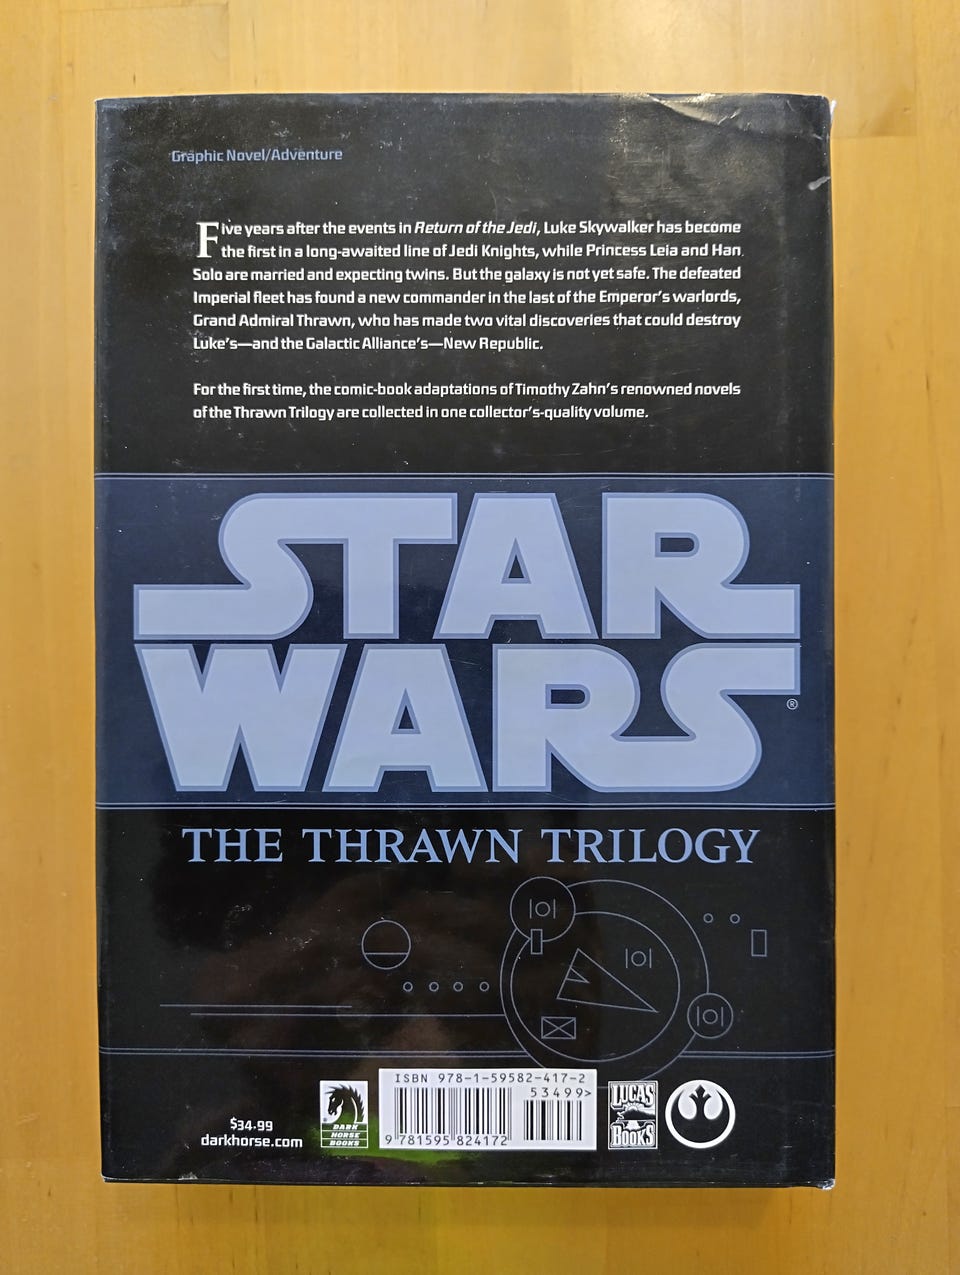 Graphic Novel/Adventure
Five years after the events in Return of the Jedi, Luke Skywalker has become
the first in a long-awaited line of Jedi Knights, while Princess Leia and Han
Solo are married and expecting twins. But the galaxy is not yet safe. The defeated
Imperial fleet has found a new commander in the last of the Emperor's warlords,
Grand Admiral Thrawn, who has made two vital discoveries that could destroy
Luke's—and the Galactic Alliance's—New Republic.
For the first time, the comic-book adaptations of Timothy Zahn's renowned novels
of the Thrawn Trilogy are collected in one collector's-quality volume.
STAR
WARS®
THE THRAWN TRILOGY
|O|
|O|
|O|
$34.99
darkhorse.com
DARK
HORSE
BOOKS
ISBN 978-1-59582-417-2
53499>
9 781595 824172
LUCAS
BOOKS